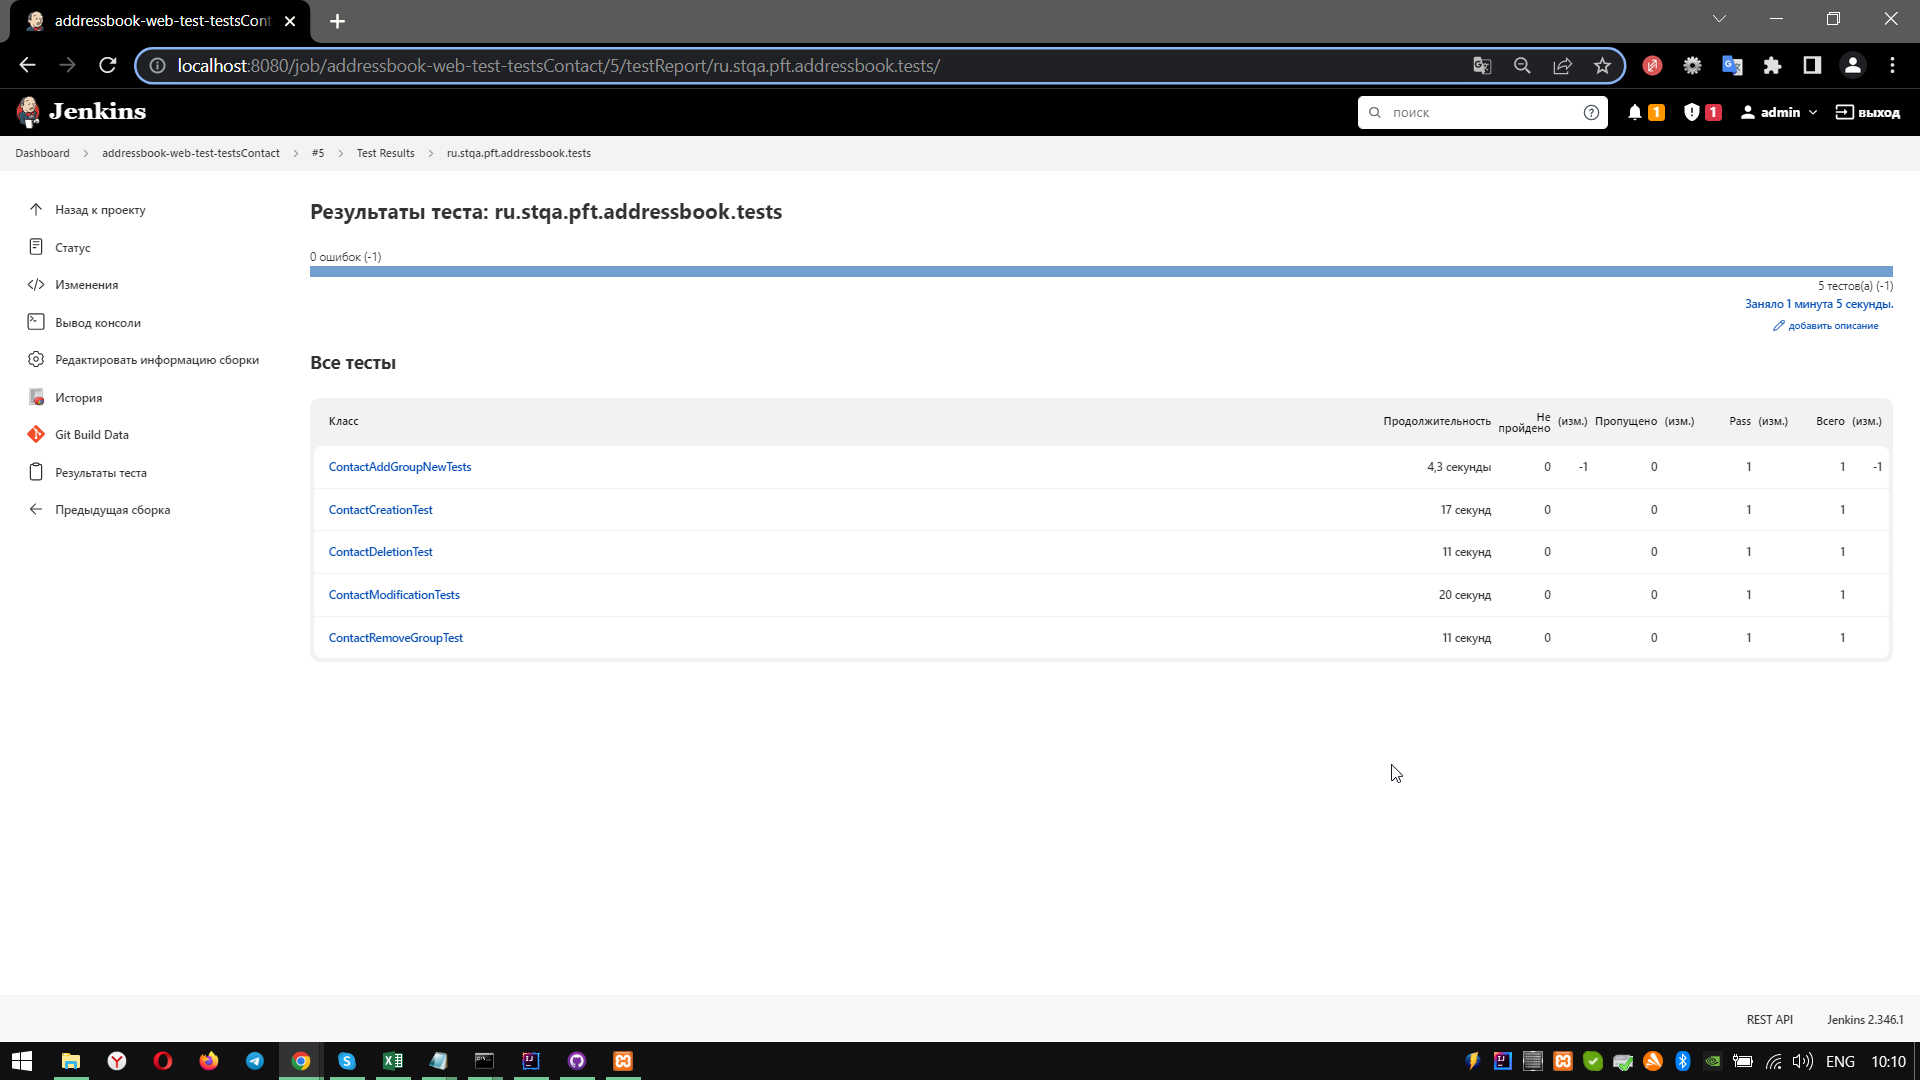 addressbook-web-test-testsCont
localhost:8080/job/addressbook-web-test-testsContact/5/testReport/ru.stqa.pft.addressbook.tests/
Jenkins
поиск
1
1
admin
выход
Dashboard
addressbook-web-test-testsContact
#5
Test Results
ru.stqa.pft.addressbook.tests
Назад к проекту
Статус
Изменения
Вывод консоли
Редактировать информацию сборки
История
Git Build Data
Результаты теста
Предыдущая сборка
Результаты теста: ru.stqa.pft.addressbook.tests
0 ошибок (-1)
5 тестов(а) (-1)
Заняло 1 минута 5 секунды.
добавить описание
Все тесты
Класс Продолжительность Не пройдено (изм.) Пропущено (изм.) Pass (изм.) Всего (изм.)
ContactAddGroupNewTests 4,3 секунды 0 -1 0 1 1 -1
ContactCreationTest 17 секунд 0 0 1 1
ContactDeletionTest 11 секунд 0 0 1 1
ContactModificationTests 20 секунд 0 0 1 1
ContactRemoveGroupTest 11 секунд 0 0 1 1
REST API
Jenkins 2.346.1
ENG
10:10